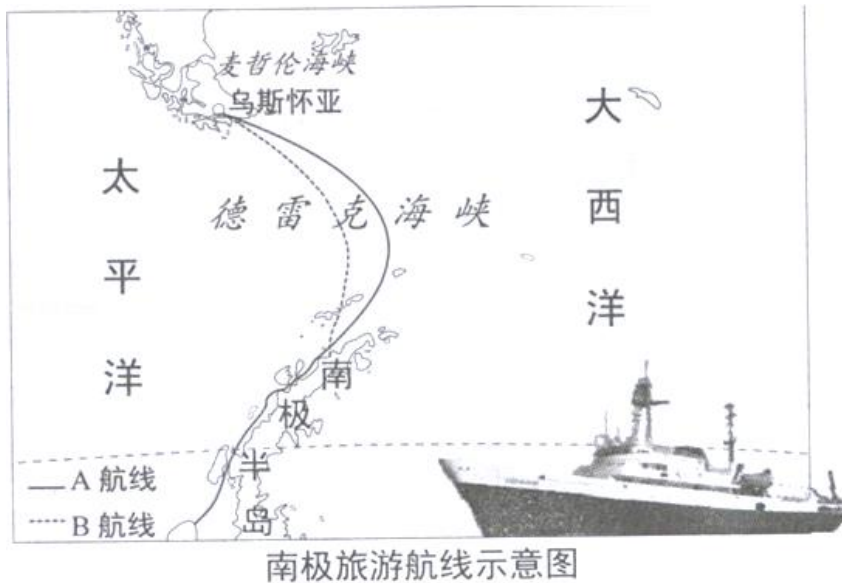 麦哲伦海峡
乌斯怀亚
大西洋
太平洋
德雷克海峡
南极半岛
A 航线
B 航线
南极旅游航线示意图